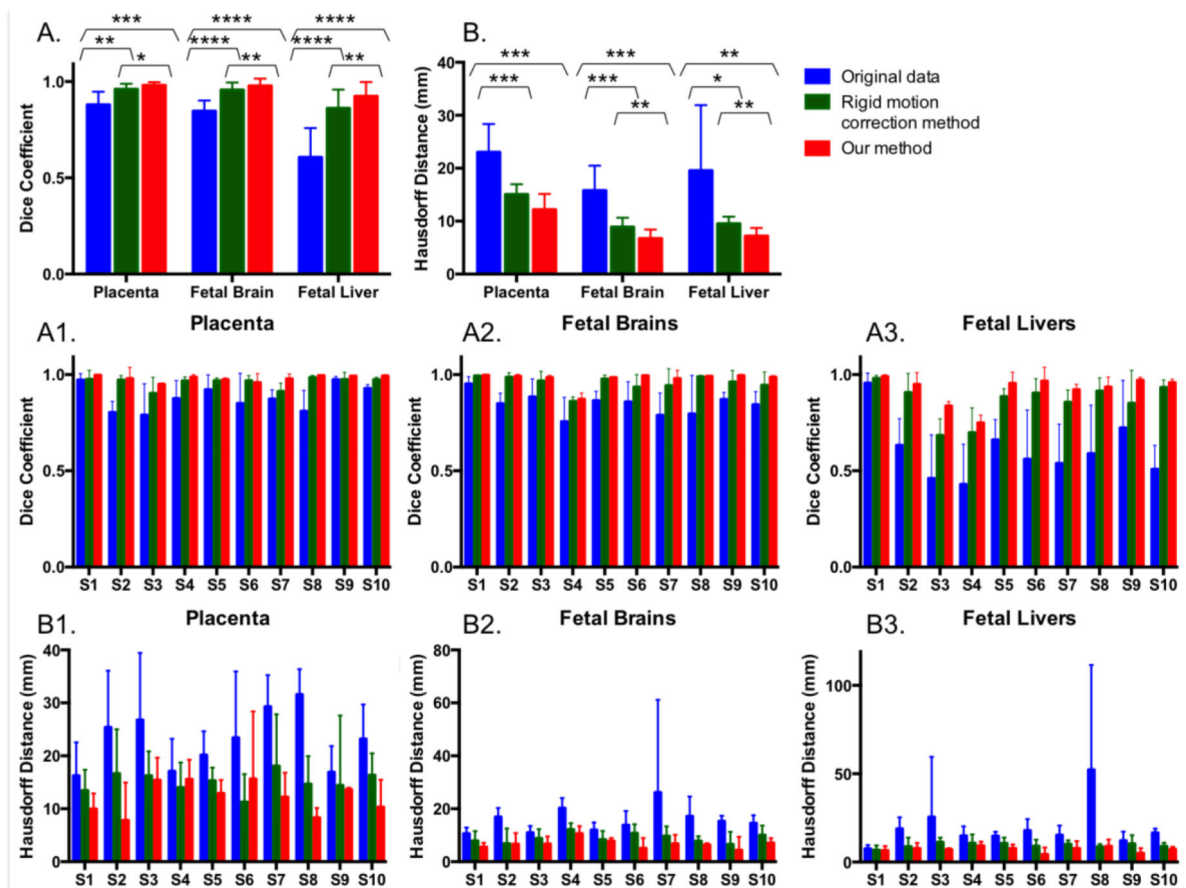 A.
*** **** ****
** **** ****
* ** **
Dice Coefficient
1.0
0.5
0.0
Placenta Fetal Brain Fetal Liver
B.
*** *** **
*** *** *
** **
Hausdorff Distance (mm)
40
30
20
10
0
Placenta Fetal Brain Fetal Liver
Original data
Rigid motion
correction method
Our method
A1.
Placenta
Dice Coefficient
1.0
0.5
0.0
S1 S2 S3 S4 S5 S6 S7 S8 S9 S10
A2.
Fetal Brains
Dice Coefficient
1.0
0.5
0.0
S1 S2 S3 S4 S5 S6 S7 S8 S9 S10
A3.
Fetal Livers
Dice Coefficient
1.0
0.5
0.0
S1 S2 S3 S4 S5 S6 S7 S8 S9 S10
B1.
Placenta
Hausdorff Distance (mm)
40
30
20
10
0
S1 S2 S3 S4 S5 S6 S7 S8 S9 S10
B2.
Fetal Brains
Hausdorff Distance (mm)
80
60
40
20
0
S1 S2 S3 S4 S5 S6 S7 S8 S9 S10
B3.
Fetal Livers
Hausdorff Distance (mm)
100
50
0
S1 S2 S3 S4 S5 S6 S7 S8 S9 S10